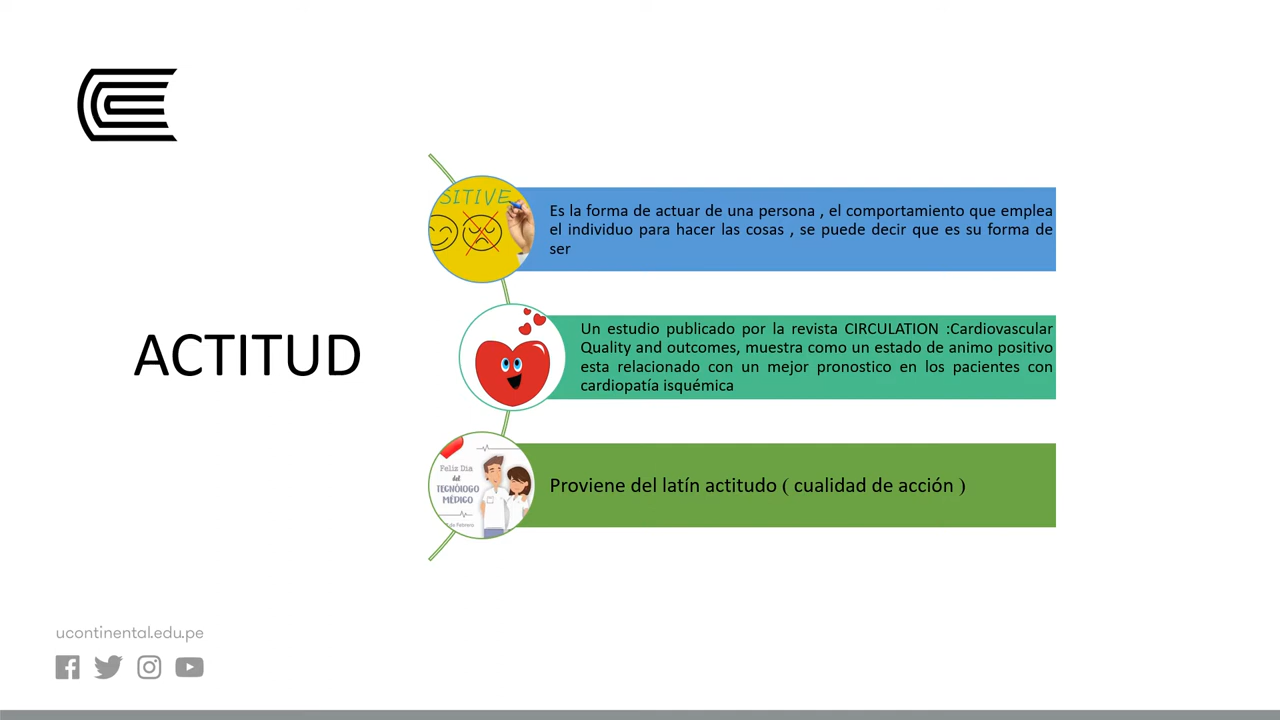 SITIVE
Es la forma de actuar de una persona , el comportamiento que emplea
el individuo para hacer las cosas , se puede decir que es su forma de
ser
ACTITUD
Un estudio publicado por la revista CIRCULATION :Cardiovascular
Quality and outcomes, muestra como un estado de animo positivo
esta relacionado con un mejor pronostico en los pacientes con
cardiopatía isquémica
Feliz Dia
del
TECNÓLOGO
MÉDICO
de Febrero
Proviene del latín actitudo ( cualidad de acción )
ucontinental.edu.pe